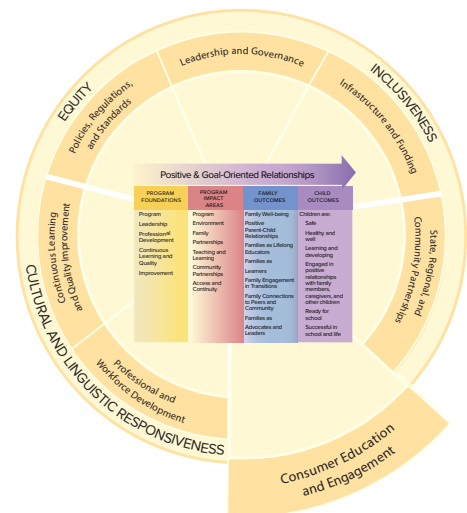 Leadership and Governance
EQUITY
INCLUSIVENESS
Policies, Regulations,
and Standards
Infrastructure and Funding
Positive & Goal-Oriented Relationships
PROGRAM
FOUNDATIONS
Program
Leadership
Professional
Development
Continuous
Learning and
Quality
Improvement
PROGRAM
IMPACT
AREAS
Program
Environment
Family
Partnerships
Teaching and
Learning
Community
Partnerships
Access and
Continuity
FAMILY
OUTCOMES
Family Well-being
Positive
Parent-Child
Relationships
Families as Lifelong
Educators
Families as
Learners
Family Engagement
in Transitions
Family Connections
to Peers and
Community
Families as
Advocates and
Leaders
CHILD
OUTCOMES
Children are:
Safe
Healthy and
well
Learning and
developing
Engaged in
positive
relationships
with family
members,
caregivers, and
other children
Ready for
school
Successful in
school and life
Continuous Learning
and Quality Improvement
State, Regional, and
Community Partnerships
CULTURAL AND LINGUISTIC RESPONSIVENESS
Professional and
Workforce Development
Consumer Education
and Engagement